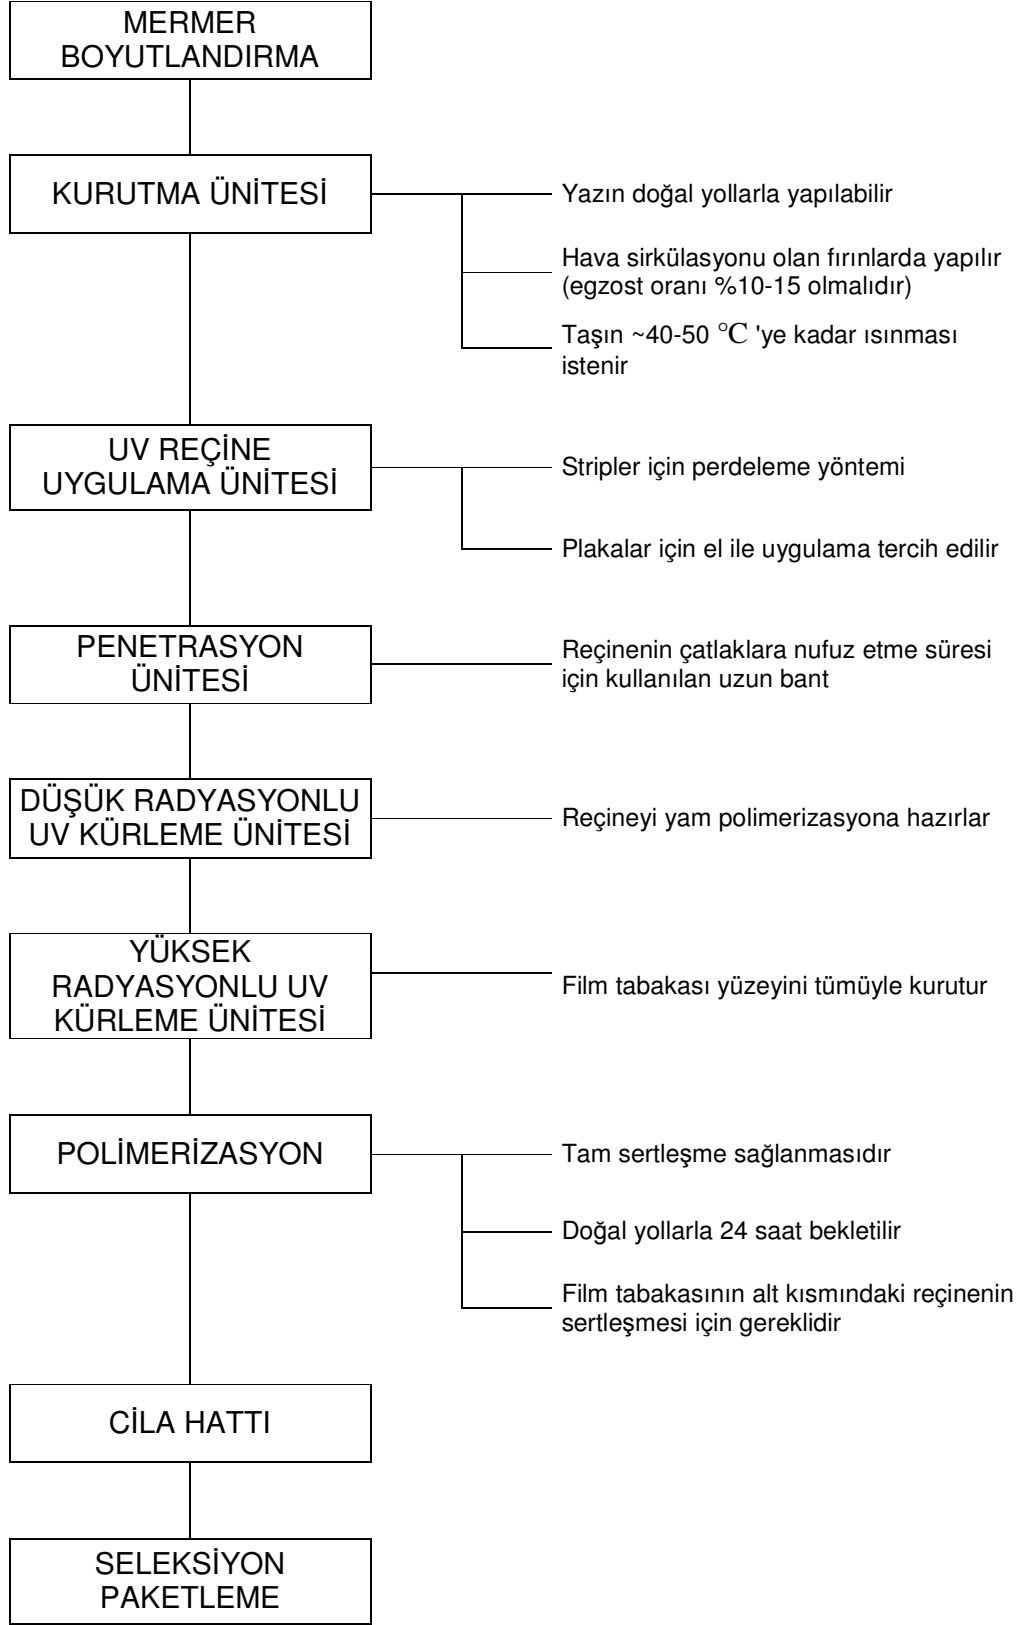 MERMER
BOYUTLANDIRMA
KURUTMA ÜNİTESİ
Yazın doğal yollarla yapılabilir
Hava sirkülasyonu olan fırınlarda yapılır
(egzost oranı %10-15 olmalıdır)
Taşın ~40-50 °C 'ye kadar ısınması
istenir
UV REÇİNE
UYGULAMA ÜNİTESİ
Stripler için perdeleme yöntemi
Plakalar için el ile uygulama tercih edilir
PENETRASYON
ÜNİTESİ
Reçinenin çatlaklara nufuz etme süresi
için kullanılan uzun bant
DÜŞÜK RADYASYONLU
UV KÜRLEME ÜNİTESİ
Reçineyi yam polimerizasyona hazırlar
YÜKSEK
RADYASYONLU UV
KÜRLEME ÜNİTESİ
Film tabakası yüzeyini tümüyle kurutur
POLİMERİZASYON
Tam sertleşme sağlanmasıdır
Doğal yollarla 24 saat bekletilir
Film tabakasının alt kısmındaki reçinenin
sertleşmesi için gereklidir
CİLA HATTI
SELEKSİYON
PAKETLEME